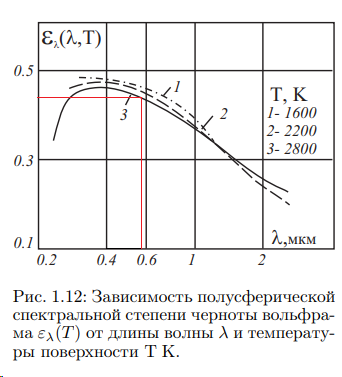 ε_λ(λ,T)
0.5
1
T, K
3
2
1- 1600
2- 2200
3- 2800
0.3
λ,мкм
0.1
0.2 0.4 0.6 1 2
Рис. 1.12: Зависимость полусферической
спектральной степени черноты вольфра-
ма ε_λ(T) от длины волны λ и температу-
ры поверхности T K.